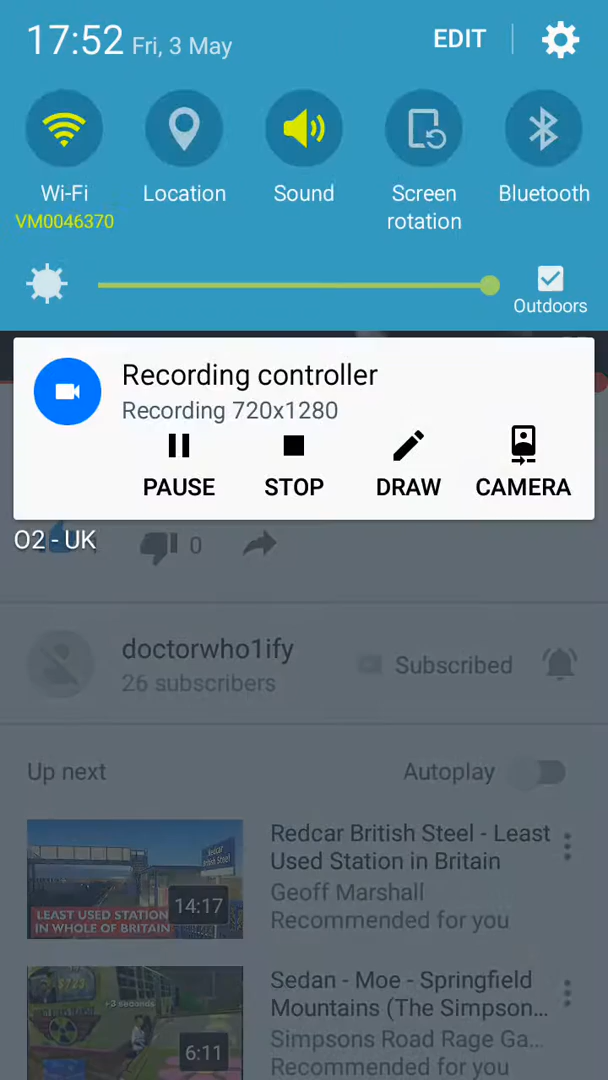 17:52 Fri, 3 May
EDIT
Wi-Fi
VM0046370
Location
Sound
Screen
rotation
Bluetooth
Outdoors
Recording controller
Recording 720x1280
PAUSE
STOP
DRAW
CAMERA
O2 - UK
0
doctorwho1ify
26 subscribers
Subscribed
Up next
Autoplay
LEAST USED STATION
IN WHOLE OF BRITAIN
14:17
Redcar British Steel - Least
Used Station in Britain
Geoff Marshall
Recommended for you
+3 seconds
6:11
Sedan - Moe - Springfield
Mountains (The Simpson...
Simpsons Road Rage Ga...
Recommended for you